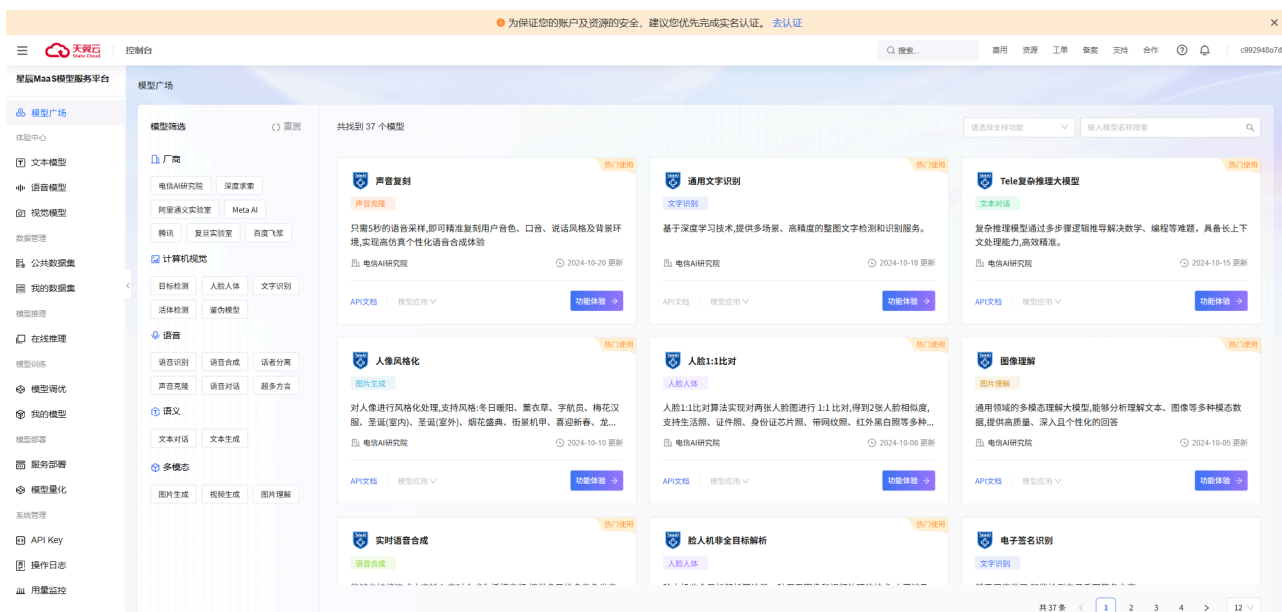 为保证您的账户及资源的安全，建议您优先完成实名认证。 去认证
天翼云 State Cloud 控制台 搜索... 费用 资源 工单 备案 支持 合作 c992948o7d
星辰MaaS模型服务平台
模型广场
体验中心
文本模型
语音模型
视觉模型
数据管理
公共数据集
我的数据集
模型推理
在线推理
模型训练
模型调优
我的模型
模型部署
服务部署
模型量化
系统管理
API Key
操作日志
用量监控
模型广场
模型筛选 重置
厂商
电信AI研究院 深度求索
阿里通义实验室 Meta AI
腾讯 复旦实验室 百度飞桨
计算机视觉
目标检测 人脸人体 文字识别
活体检测 鉴伪模型
语音
语音识别 语音合成 话者分离
声音克隆 语音对话 超多方言
语义
文本对话 文本生成
多模态
图片生成 视频生成 图片理解
共找到 37 个模型 请选择支持功能 输入模型名称搜索
热门使用
声音复刻
声音克隆
只需5秒的语音采样,即可精准复刻用户音色、口音、说话风格及背景环
境,实现高仿真个性化语音合成体验
电信AI研究院 2024-10-20 更新
API文档 模型应用 功能体验
热门使用
通用文字识别
文字识别
基于深度学习技术,提供多场景、高精度的整图文字检测和识别服务。
电信AI研究院 2024-10-18 更新
API文档 模型应用 功能体验
热门使用
Tele复杂推理大模型
文本对话
复杂推理模型通过多步骤逻辑推导解决数学、编程等难题，具备长上下
文处理能力,高效精准。
电信AI研究院 2024-10-15 更新
API文档 模型应用 功能体验
热门使用
人像风格化
图片生成
对人像进行风格化处理,支持风格:冬日暖阳、薰衣草、宇航员、梅花汉
服、圣诞(室内)、圣诞(室外)、烟花盛典、街景机甲、喜迎新春、龙...
电信AI研究院 2024-10-10 更新
API文档 模型应用 功能体验
热门使用
人脸1:1比对
人脸人体
人脸1:1比对算法实现对两张人脸图进行 1:1 比对,得到2张人脸相似度,
支持生活照、证件照、身份证芯片照、带网纹照、红外黑白照等多种...
电信AI研究院 2024-10-08 更新
API文档 模型应用 功能体验
热门使用
图像理解
图片理解
通用领域的多模态理解大模型,能够分析理解文本、图像等多种模态数
据,提供高质量、深入且个性化的回答
电信AI研究院 2024-10-05 更新
API文档 模型应用 功能体验
热门使用
实时语音合成
语音合成
热门使用
脸人机非全目标解析
人脸人体
电子签名识别
文字识别
共 37 条 1 2 3 4 12